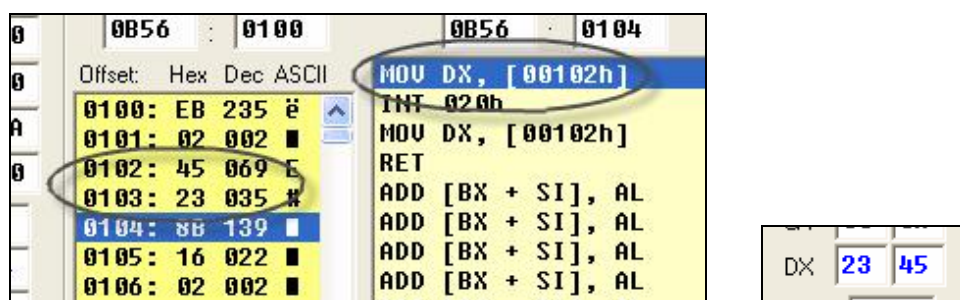 0B56 : 0100
0B56 : 0104
Offset: Hex Dec ASCII
0100: EB 235 ë
0101: 02 002 ■
0102: 45 069 E
0103: 23 035 #
0104: 8B 139 ■
0105: 16 022 ■
0106: 02 002 ■
MOV DX, [00102h]
INT 020h
MOV DX, [00102h]
RET
ADD [BX + SI], AL
ADD [BX + SI], AL
ADD [BX + SI], AL
ADD [BX + SI], AL
DX 23 45